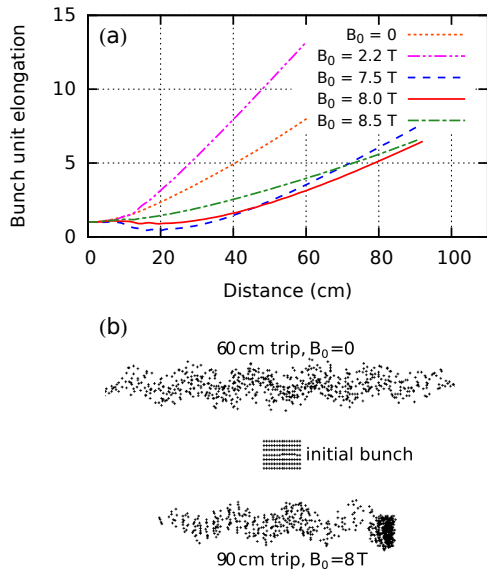 (a)
B₀ = 0
B₀ = 2.2 T
B₀ = 7.5 T
B₀ = 8.0 T
B₀ = 8.5 T
Bunch unit elongation
15
10
5
0
0 20 40 60 80 100
Distance (cm)
(b)
60 cm trip, B₀=0
initial bunch
90 cm trip, B₀=8 T